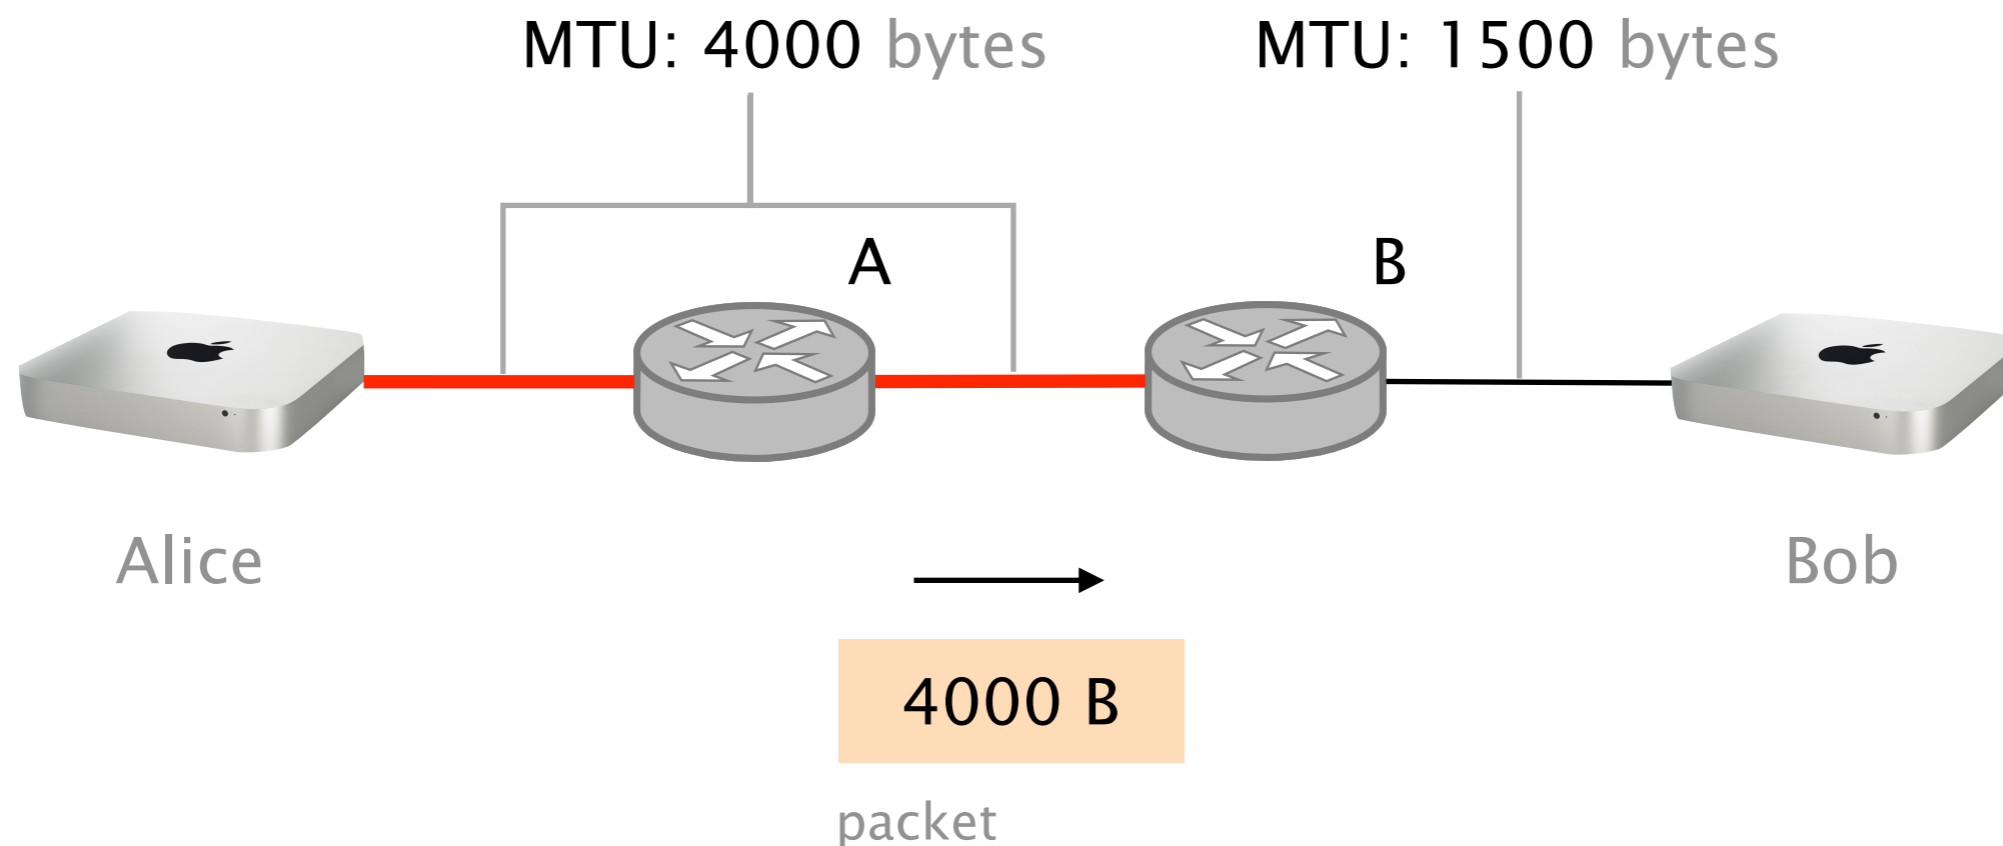 MTU: 4000 bytes
MTU: 1500 bytes
A
B
Alice
Bob
4000 B
packet